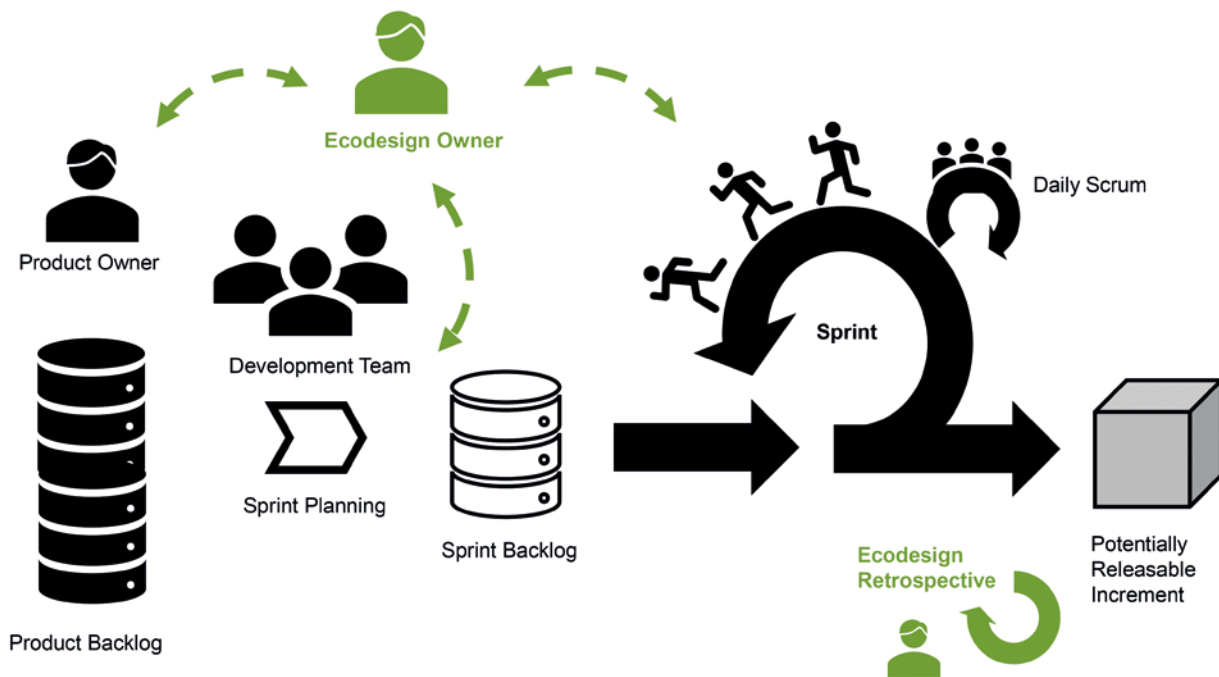 Ecodesign Owner
Product Owner
Daily Scrum
Development Team
Sprint
Sprint Planning
Sprint Backlog
Product Backlog
Ecodesign
Retrospective
Potentially
Releasable
Increment